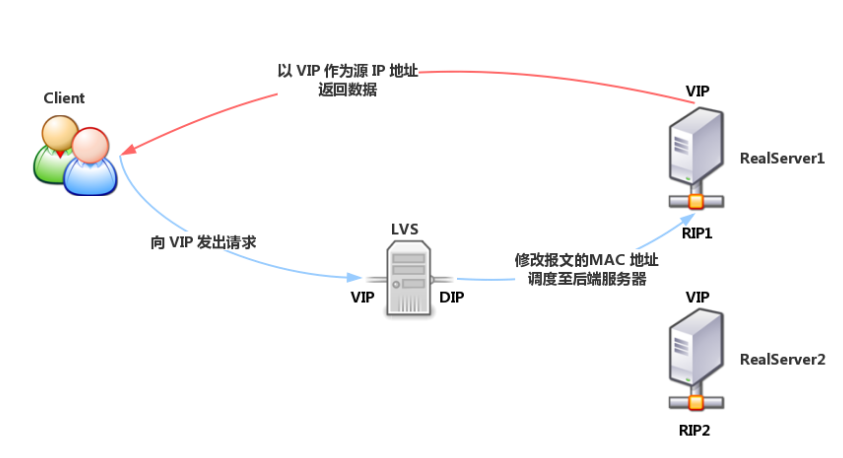 以 VIP 作为源 IP 地址
返回数据
Client
VIP
RealServer1
向 VIP 发出请求
LVS
RIP1
修改报文的MAC 地址
调度至后端服务器
VIP
DIP
VIP
RealServer2
RIP2